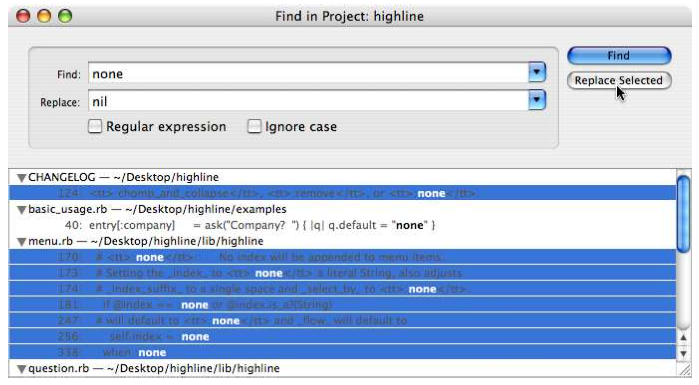 Find in Project: highline
Find
Find: none
Replace Selected
Replace: nil
Regular expression Ignore case
CHANGELOG — ~/Desktop/highline
124: <tt>:chomp_and_collapse</tt>, <tt>:remove</tt>, or <tt>:none</tt>.
basic_usage.rb — ~/Desktop/highline/examples
40: entry[:company] = ask("Company? ") { |q| q.default = "none" }
menu.rb — ~/Desktop/highline/lib/highline
170: # <tt>:none</tt>:: No index will be appended to menu items.
173: # Setting the _index_ to <tt>:none</tt> a literal String, also adjusts
174: # _index_suffix_ to a single space and _select_by_ to <tt>:none</tt>.
181: if @index == :none or @index.is_a?(String)
247: # will default to <tt>:none</tt> and _flow_ will default to
256: self.index = :none
338: when :none
question.rb — ~/Desktop/highline/lib/highline